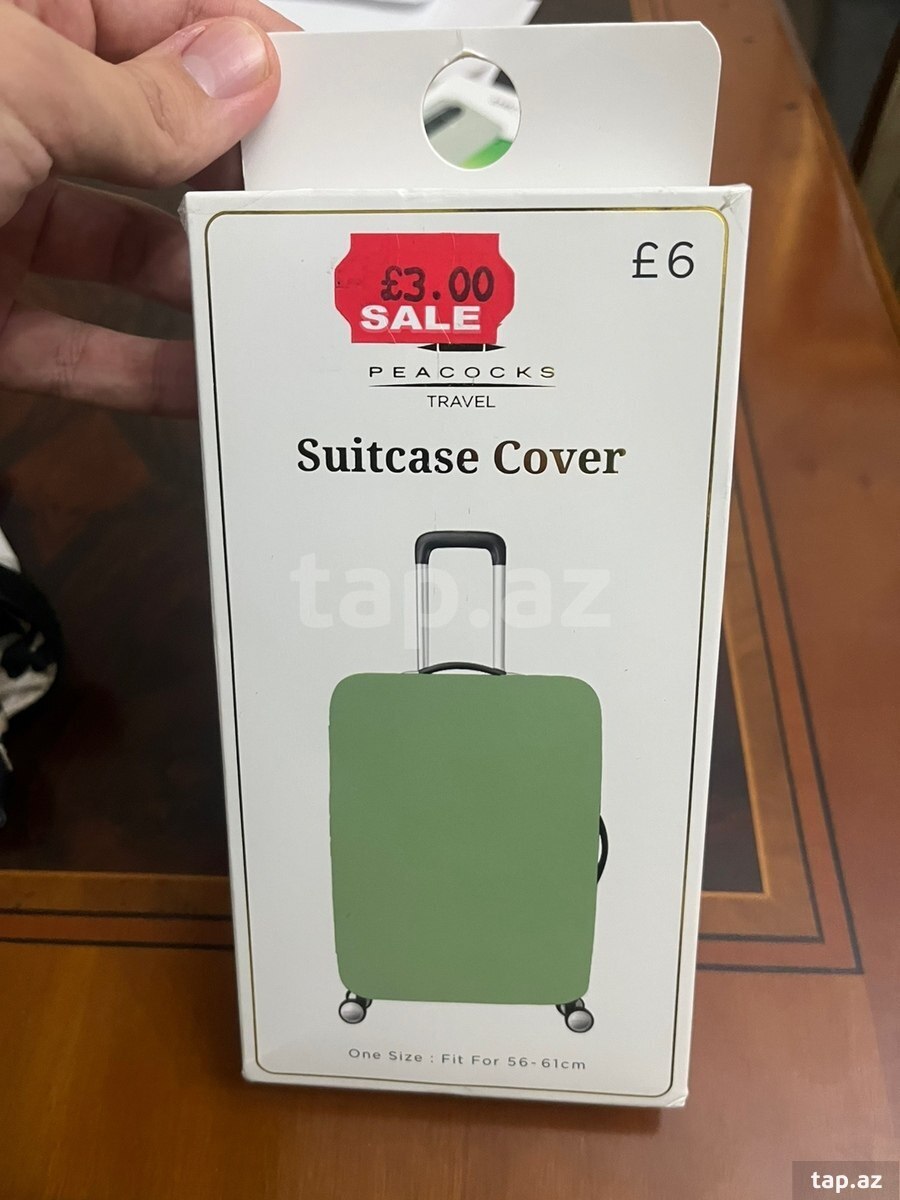 £3.00
SALE
£6
PEACOCKS
TRAVEL
Suitcase Cover
tap.az
One Size : Fit For 56-61cm
tap.az